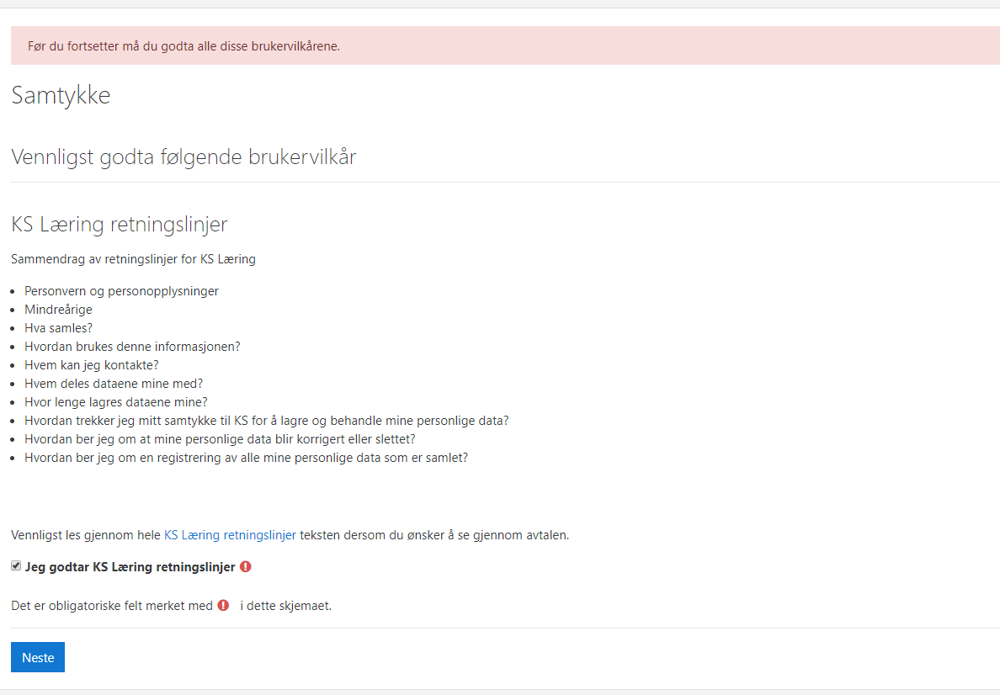 Før du fortsetter må du godta alle disse brukervilkårene.
Samtykke
Vennligst godta følgende brukervilkår
KS Læring retningslinjer
Sammendrag av retningslinjer for KS Læring
Personvern og personopplysninger
Mindreårige
Hva samles?
Hvordan brukes denne informasjonen?
Hvem kan jeg kontakte?
Hvem deles dataene mine med?
Hvor lenge lagres dataene mine?
Hvordan trekker jeg mitt samtykke til KS for å lagre og behandle mine personlige data?
Hvordan ber jeg om at mine personlige data blir korrigert eller slettet?
Hvordan ber jeg om en registrering av alle mine personlige data som er samlet?
Vennligst les gjennom hele KS Læring retningslinjer teksten dersom du ønsker å se gjennom avtalen.
Jeg godtar KS Læring retningslinjer
Det er obligatoriske felt merket med i dette skjemaet.
Neste